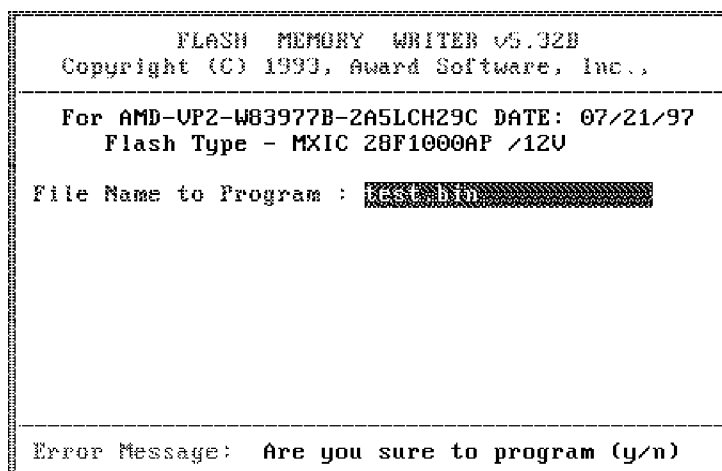 FLASH MEMORY WRITER v5.32B
Copyright (C) 1993, Award Software, Inc.,
For AMD-VP2-W83977B-2A5LCH29C DATE: 07/21/97
Flash Type - MXIC 28F1000AP /12V
File Name to Program : test.bin
Error Message: Are you sure to program (y/n)